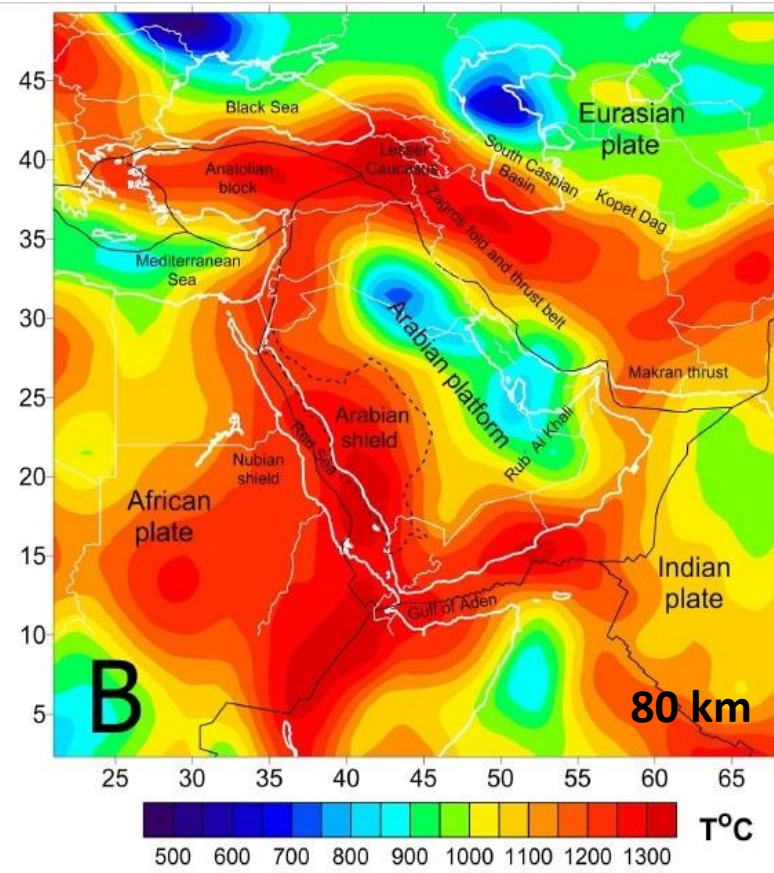 45
40
35
30
25
20
15
10
5
Black Sea
Eurasian
plate
Lesser
Caucasus
Anatolian
block
South Caspian
Basin
Kopet Dag
Zagros fold and thrust belt
Mediterranean
Sea
Arabian platform
Makran thrust
Arabian
shield
Red Sea
Rub' Al Khali
Nubian
shield
African
plate
Indian
plate
Gulf of Aden
B
80 km
25 30 35 40 45 50 55 60 65
500 600 700 800 900 1000 1100 1200 1300
T°C